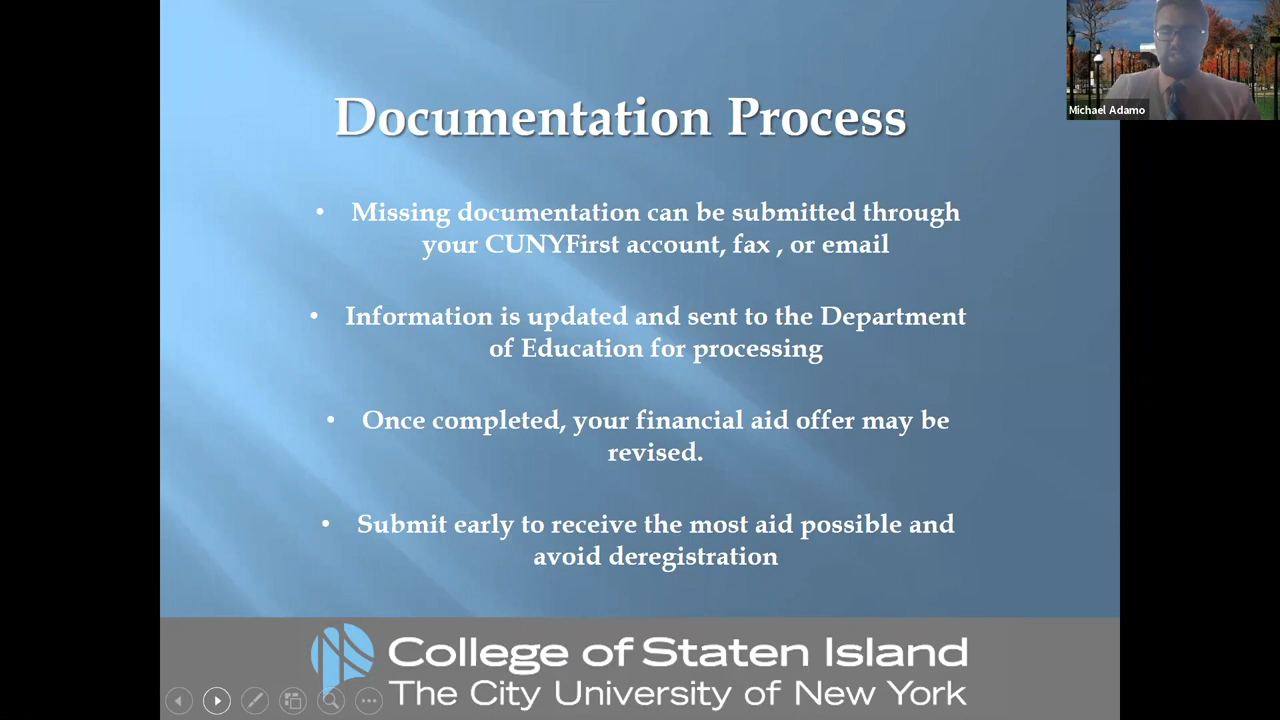 Michael Adamo
Documentation Process
• Missing documentation can be submitted through
your CUNYFirst account, fax , or email
• Information is updated and sent to the Department
of Education for processing
• Once completed, your financial aid offer may be
revised.
• Submit early to receive the most aid possible and
avoid deregistration
College of Staten Island
The City University of New York